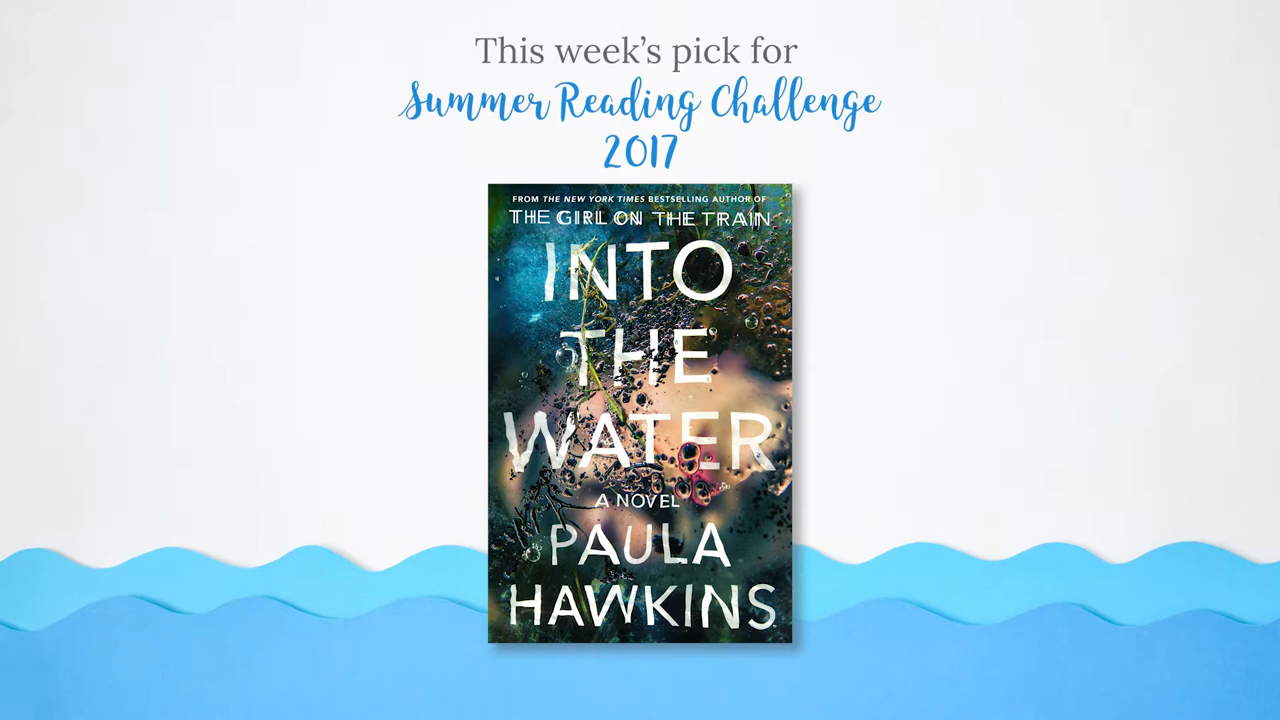 This week’s pick for
Summer Reading Challenge
2017
FROM THE NEW YORK TIMES BESTSELLING AUTHOR OF
THE GIRL ON THE TRAIN
INTO
THE
WATER
A NOVEL
PAULA
HAWKINS